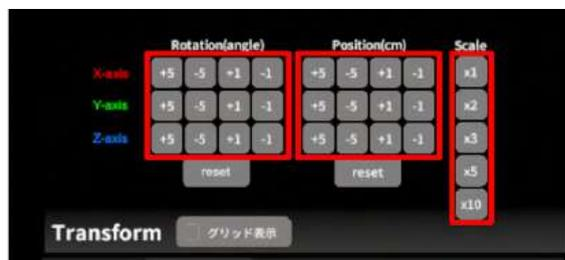 Rotation(angle) Position(cm) Scale
X-axis +5 -5 +1 -1 +5 -5 +1 -1 x1
Y-axis +5 -5 +1 -1 +5 -5 +1 -1 x2
Z-axis +5 -5 +1 -1 +5 -5 +1 -1 x3
reset reset x5
x10
Transform グリッド表示